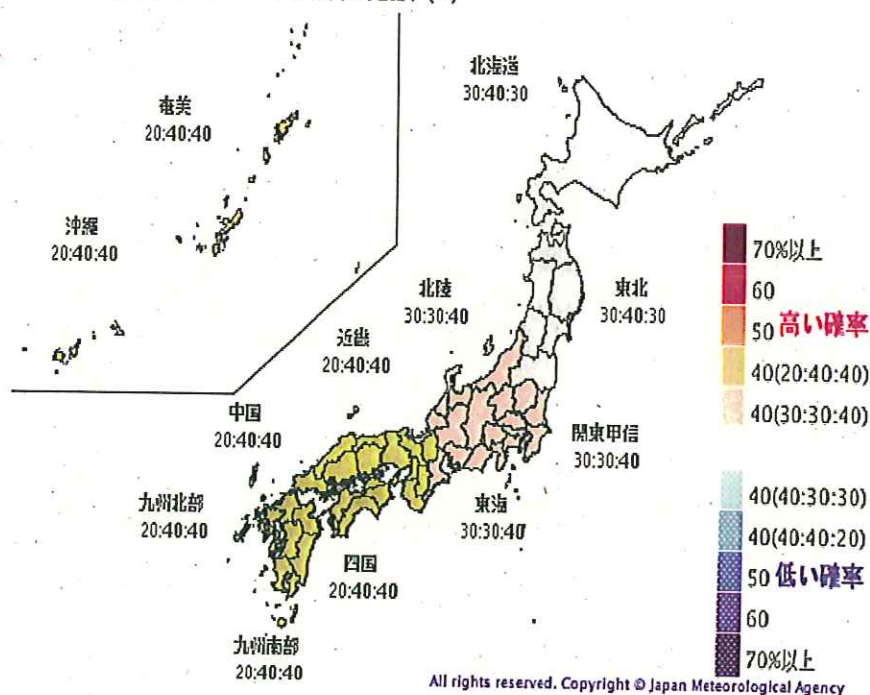 北海道
30:40:30
奄美
20:40:40
沖縄
20:40:40
北陸
30:30:40
東北
30:40:30
近畿
20:40:40
中国
20:40:40
関東甲信
30:30:40
九州北部
20:40:40
東海
30:30:40
四国
20:40:40
九州南部
20:40:40
70%以上
60
50 高い確率
40(20:40:40)
40(30:30:40)
40(40:30:30)
40(40:40:20)
50 低い確率
60
70%以上
All rights reserved. Copyright © Japan Meteorological Agency